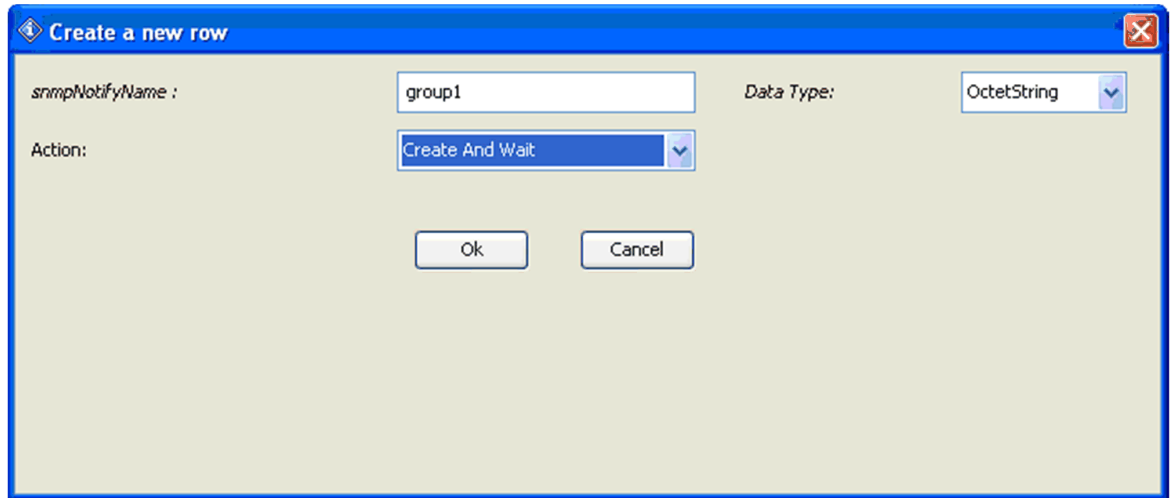 Create a new row
snmpNotifyName : group1 Data Type: OctetString
Action: Create And Wait
Ok Cancel